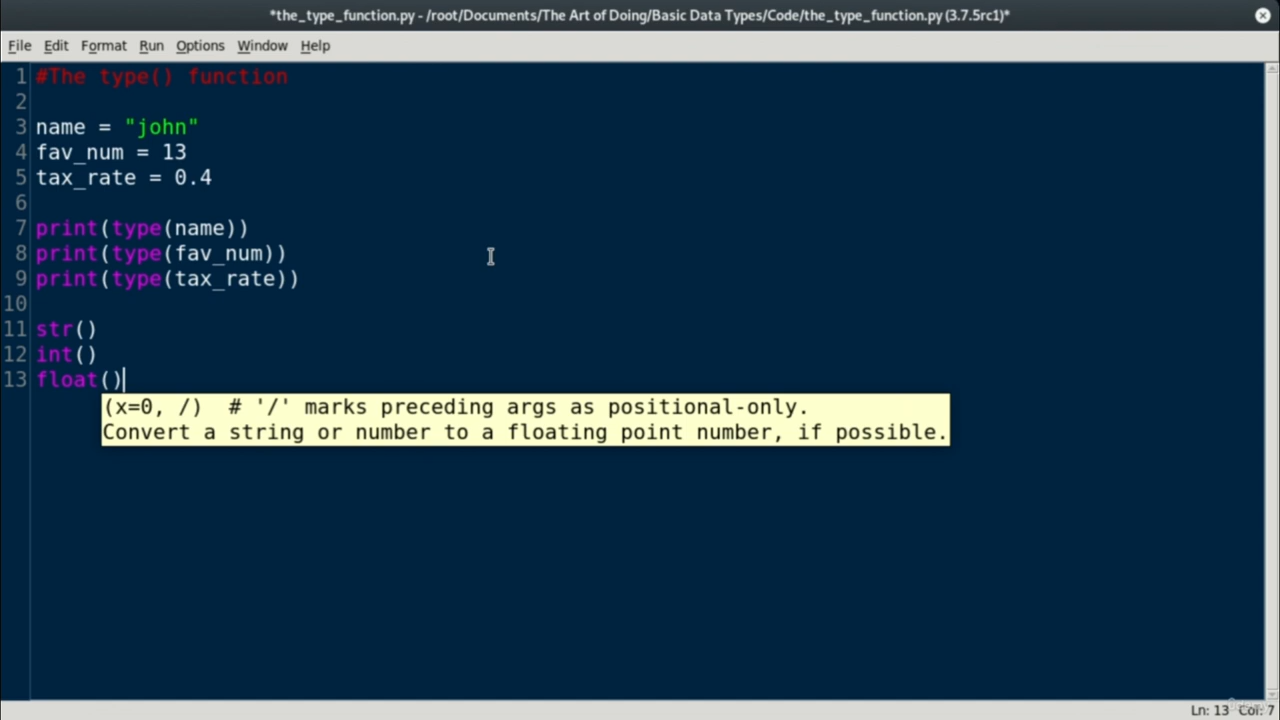 *the_type_function.py - /root/Documents/The Art of Doing/Basic Data Types/Code/the_type_function.py (3.7.5rc1)*
File Edit Format Run Options Window Help
1 #The type() function
2
3 name = "john"
4 fav_num = 13
5 tax_rate = 0.4
6
7 print(type(name))
8 print(type(fav_num))
9 print(type(tax_rate))
10
11 str()
12 int()
13 float()
(x=0, /)  # '/' marks preceding args as positional-only.
Convert a string or number to a floating point number, if possible.
Ln: 13 Col: 7